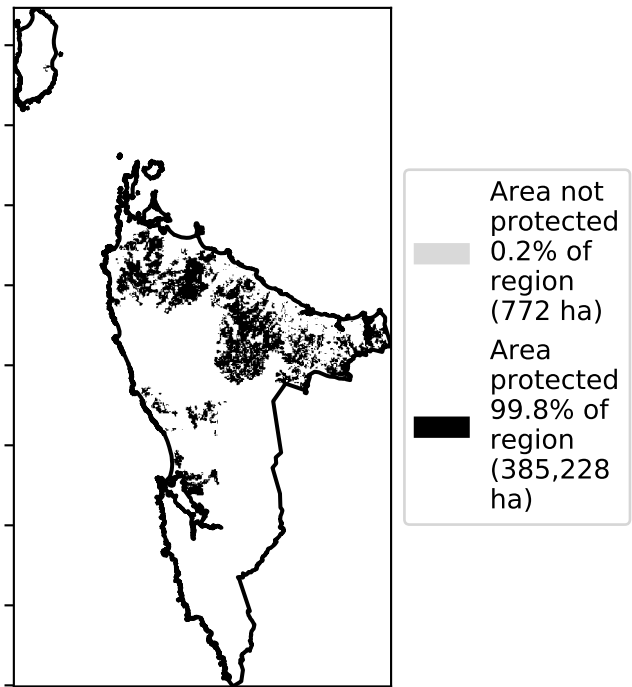 Area not
protected
0.2% of
region
(772 ha)
Area
protected
99.8% of
region
(385,228
ha)